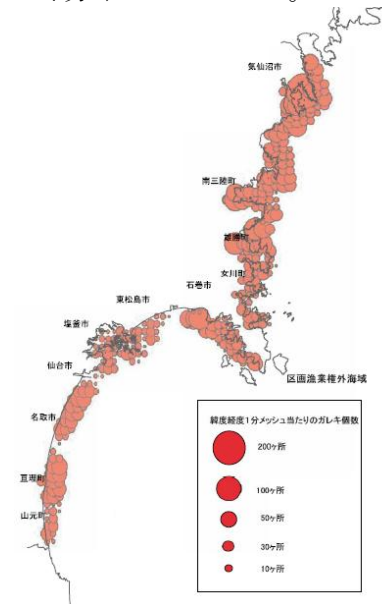 気仙沼市
南三陸町
雄勝町
女川町
石巻市
東松島市
塩釜市
仙台市
名取市
亘理町
山元町
区画漁業権外海域
緯度経度1分メッシュ当たりのガレキ個数
200ヶ所
100ヶ所
50ヶ所
30ヶ所
10ヶ所